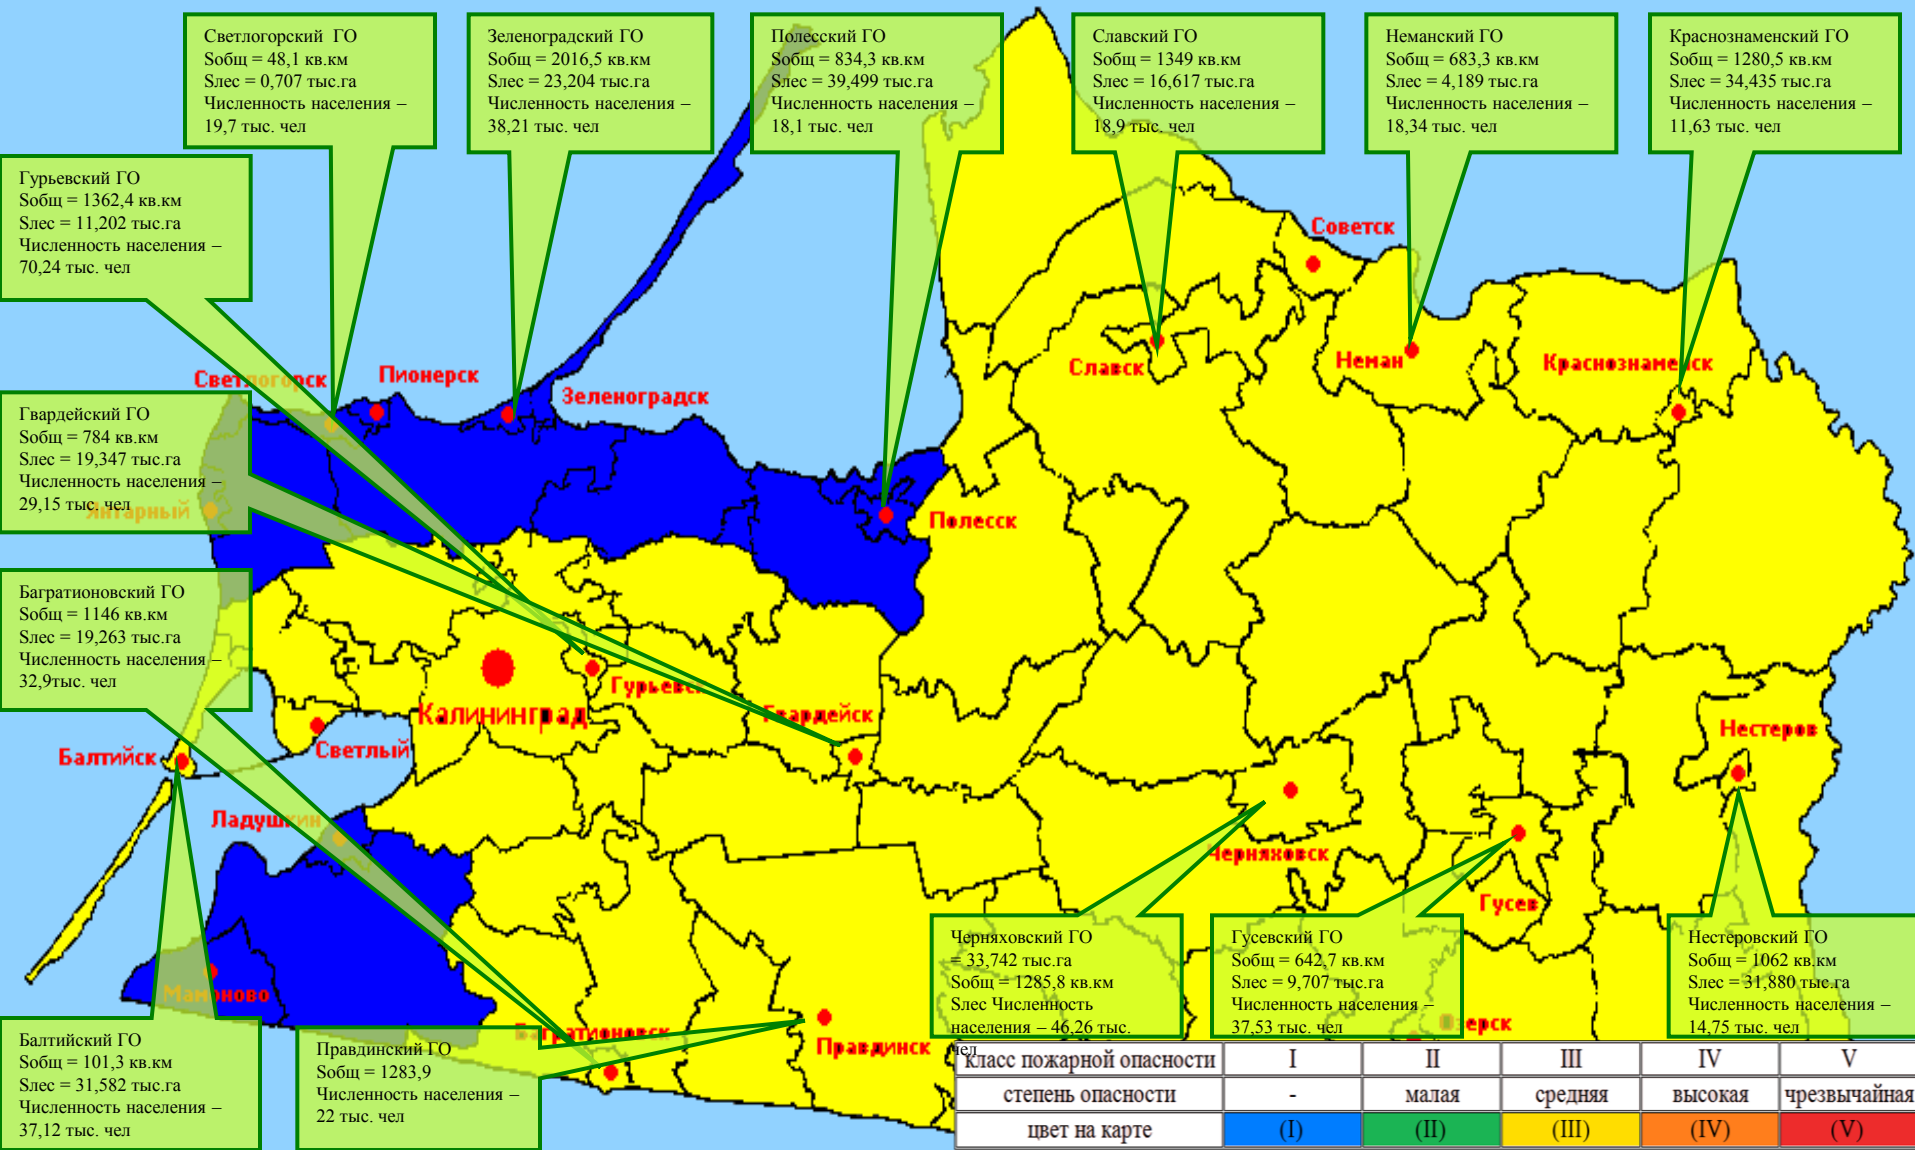 Светлогорский  ГО
Sобщ = 48,1 кв.км
Sлес = 0,707 тыс.га
Численность населения –
19,7 тыс. чел
Зеленоградский ГО
Sобщ = 2016,5 кв.км
Sлес = 23,204 тыс.га
Численность населения –
38,21 тыс. чел
Полесский ГО
Sобщ = 834,3 кв.км
Sлес = 39,499 тыс.га
Численность населения –
18,1 тыс. чел
Славский ГО
Sобщ = 1349 кв.км
Sлес = 16,617 тыс.га
Численность населения –
18,9 тыс. чел
Неманский ГО
Sобщ = 683,3 кв.км
Sлес = 4,189 тыс.га
Численность населения –
18,34 тыс. чел
Краснознаменский ГО
Sобщ = 1280,5 кв.км
Sлес = 34,435 тыс.га
Численность населения –
11,63 тыс. чел
Гурьевский ГО
Sобщ = 1362,4 кв.км
Sлес = 11,202 тыс.га
Численность населения –
70,24 тыс. чел
Советск
Славск
Неман
Краснознаменск
Светлогорск
Пионерск
Зеленоградск
Гвардейский ГО
Sобщ = 784 кв.км
Sлес = 19,347 тыс.га
Численность населения –
29,15 тыс. чел
Янтарный
Полесск
Багратионовский ГО
Sобщ = 1146 кв.км
Sлес = 19,263 тыс.га
Численность населения –
32,9тыс. чел
Гурьевск
Калининград
Гвардейск
Нестеров
Балтийск
Светлый
Ладушкин
Черняховск
Гусев
Мамоново
Черняховский ГО
= 33,742 тыс.га
Sобщ = 1285,8 кв.км
Sлес Численность
населения – 46,26 тыс.
чел
Гусевский ГО
Sобщ = 642,7 кв.км
Sлес = 9,707 тыс.га
Численность населения –
37,53 тыс. чел
Нестеровский ГО
Sобщ = 1062 кв.км
Sлес = 31,880 тыс.га
Численность населения –
14,75 тыс. чел
Озерск
Балтийский ГО
Sобщ = 101,3 кв.км
Sлес = 31,582 тыс.га
Численность населения –
37,12 тыс. чел
Правдинский ГО
Sобщ = 1283,9
Численность населения –
22 тыс. чел
Багратионовск
Правдинск
класс пожарной опасности I II III IV V
степень опасности - малая средняя высокая чрезвычайная
цвет на карте (I) (II) (III) (IV) (V)